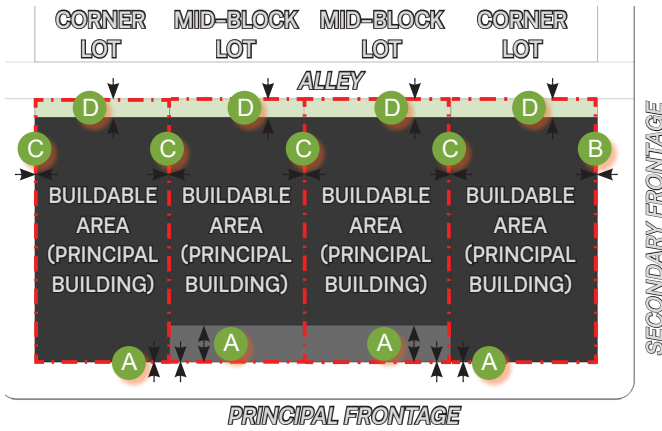 CORNER LOT
MID–BLOCK LOT
MID–BLOCK LOT
CORNER LOT
ALLEY
D
D
D
D
C
C
C
C
B
BUILDABLE
AREA
(PRINCIPAL
BUILDING)
BUILDABLE
AREA
(PRINCIPAL
BUILDING)
BUILDABLE
AREA
(PRINCIPAL
BUILDING)
BUILDABLE
AREA
(PRINCIPAL
BUILDING)
A
A
A
A
PRINCIPAL FRONTAGE
SECONDARY FRONTAGE